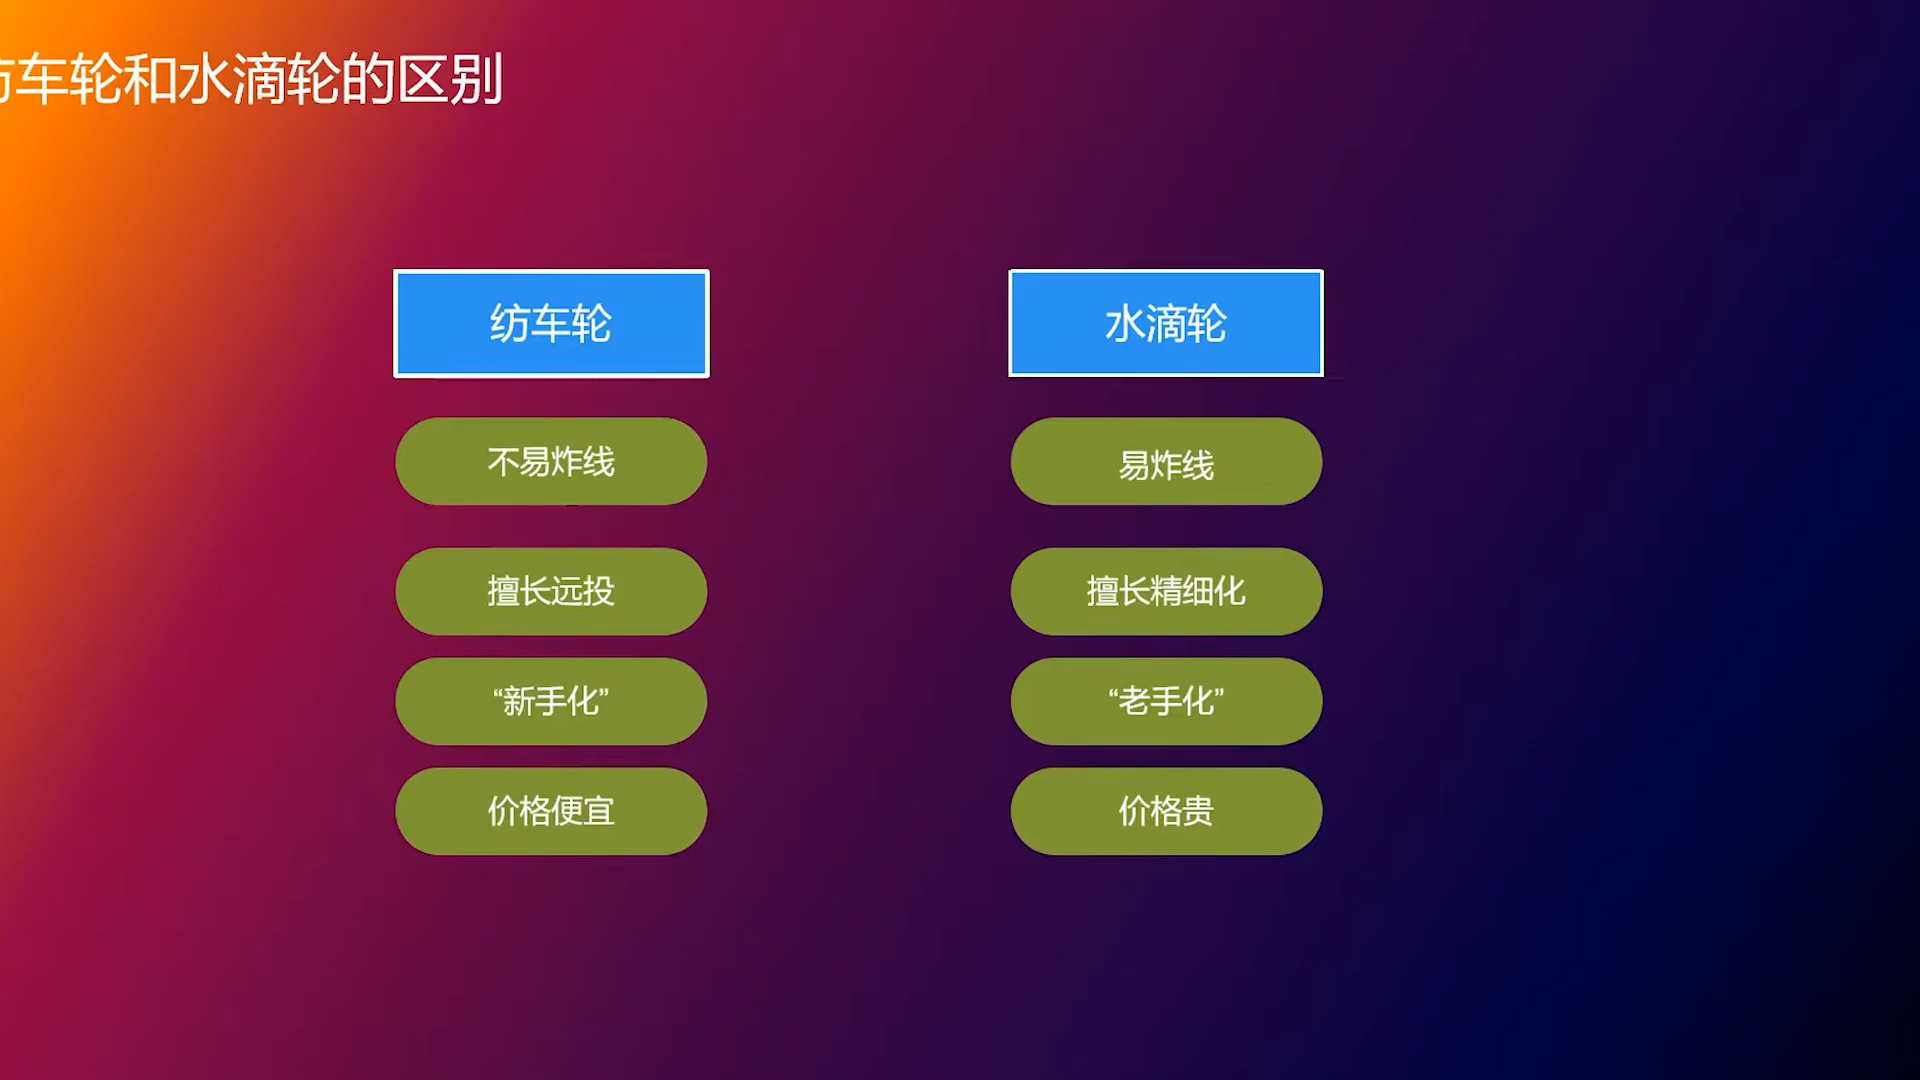 纺车轮和水滴轮的区别
纺车轮
水滴轮
不易炸线
易炸线
擅长远投
擅长精细化
“新手化”
“老手化”
价格便宜
价格贵